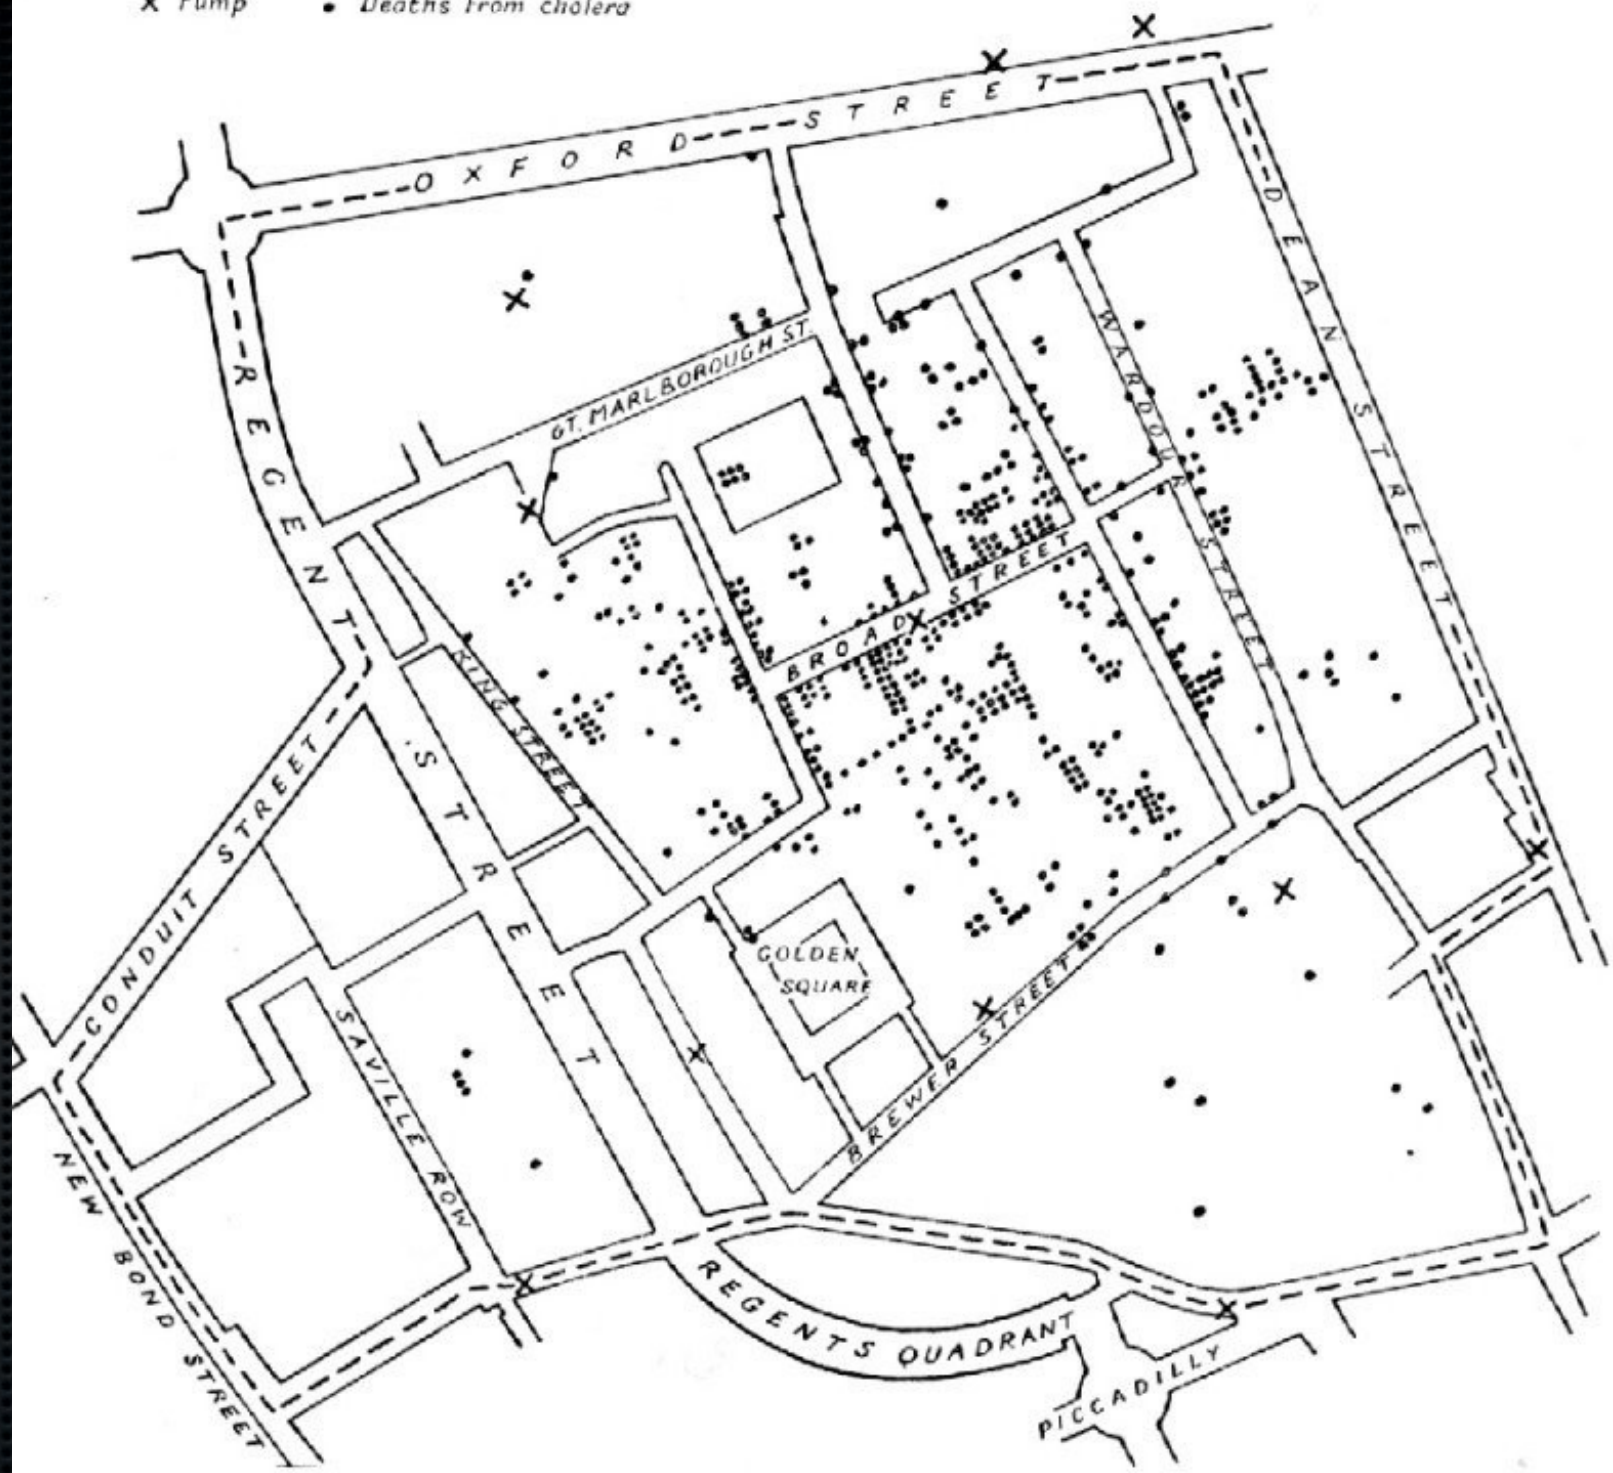 x Pump • Deaths from cholera
OXFORD STREET
DEAN STREET
REGENT STREET
WARDOUR STREET
GT. MARLBOROUGH ST.
BROAD STREET
KING STREET
CONDUIT STREET
GOLDEN
SQUARE
SAVILLE ROW
BREWER STREET
NEW BOND STREET
REGENTS QUADRANT
PICCADILLY